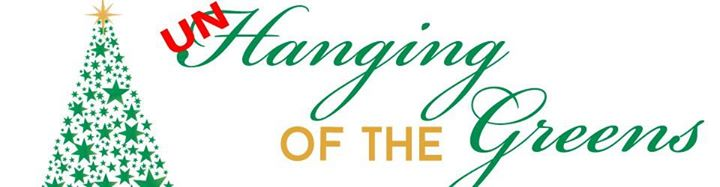 UN Hanging
OF THE Greens